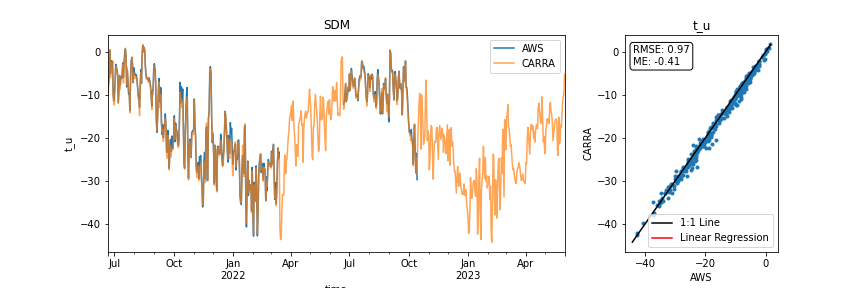 SDM
t_u
0
−10
−20
−30
−40
t_u
AWS
CARRA
Jul
Oct
Jan
2022
Apr
Jul
Oct
Jan
2023
Apr
time
RMSE: 0.97
ME: -0.41
0
−10
−20
−30
−40
CARRA
1:1 Line
Linear Regression
−40
−20
0
AWS